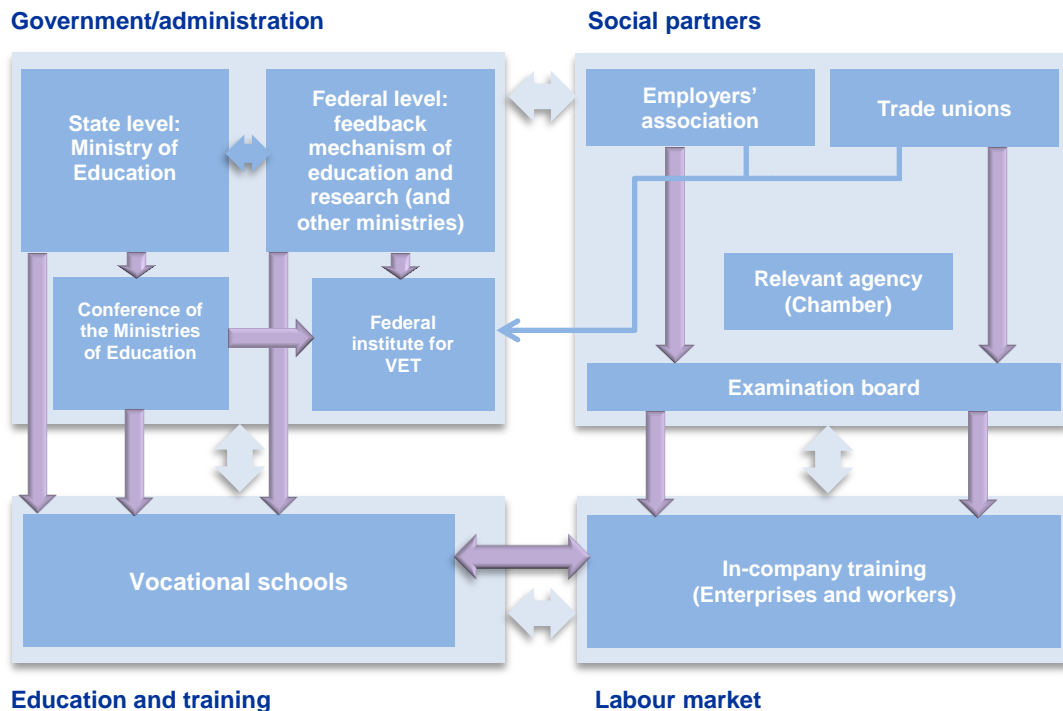 Government/administration
Social partners
State level:
Ministry of
Education
Federal level:
feedback
mechanism of
education and
research (and
other ministries)
Employers’
association
Trade unions
Conference of
the Ministries
of Education
Federal
institute for
VET
Relevant agency
(Chamber)
Examination board
Vocational schools
In-company training
(Enterprises and workers)
Education and training
Labour market